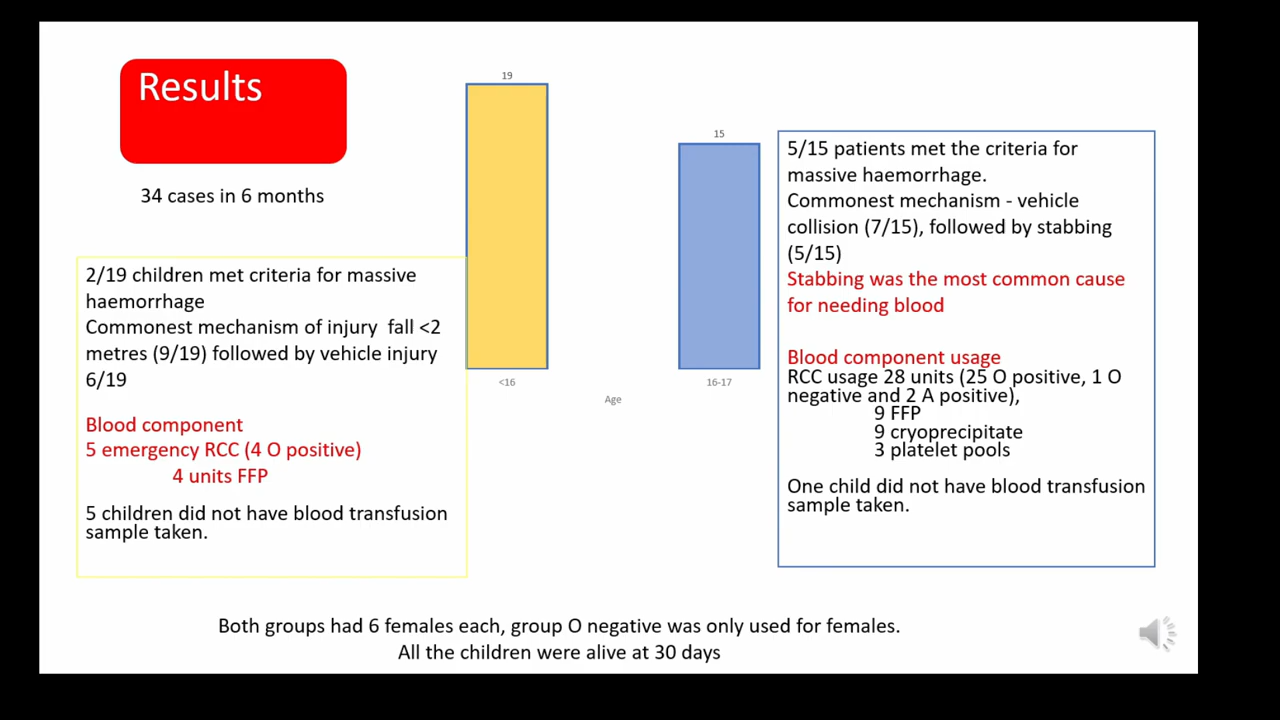 Results
34 cases in 6 months
2/19 children met criteria for massive
haemorrhage
Commonest mechanism of injury fall <2
metres (9/19) followed by vehicle injury
6/19
Blood component
5 emergency RCC (4 O positive)
4 units FFP
5 children did not have blood transfusion
sample taken.
19
15
<16
16-17
Age
5/15 patients met the criteria for
massive haemorrhage.
Commonest mechanism - vehicle
collision (7/15), followed by stabbing
(5/15)
Stabbing was the most common cause
for needing blood
Blood component usage
RCC usage 28 units (25 O positive, 1 O
negative and 2 A positive),
9 FFP
9 cryoprecipitate
3 platelet pools
One child did not have blood transfusion
sample taken.
Both groups had 6 females each, group O negative was only used for females.
All the children were alive at 30 days